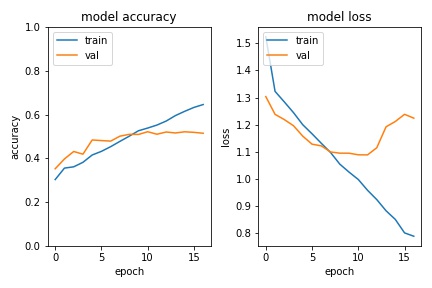 model accuracy
train
val
1.0
0.8
0.6
0.4
0.2
0.0
accuracy
0
5
10
15
epoch
model loss
train
val
1.5
1.4
1.3
1.2
1.1
1.0
0.9
0.8
loss
0
5
10
15
epoch